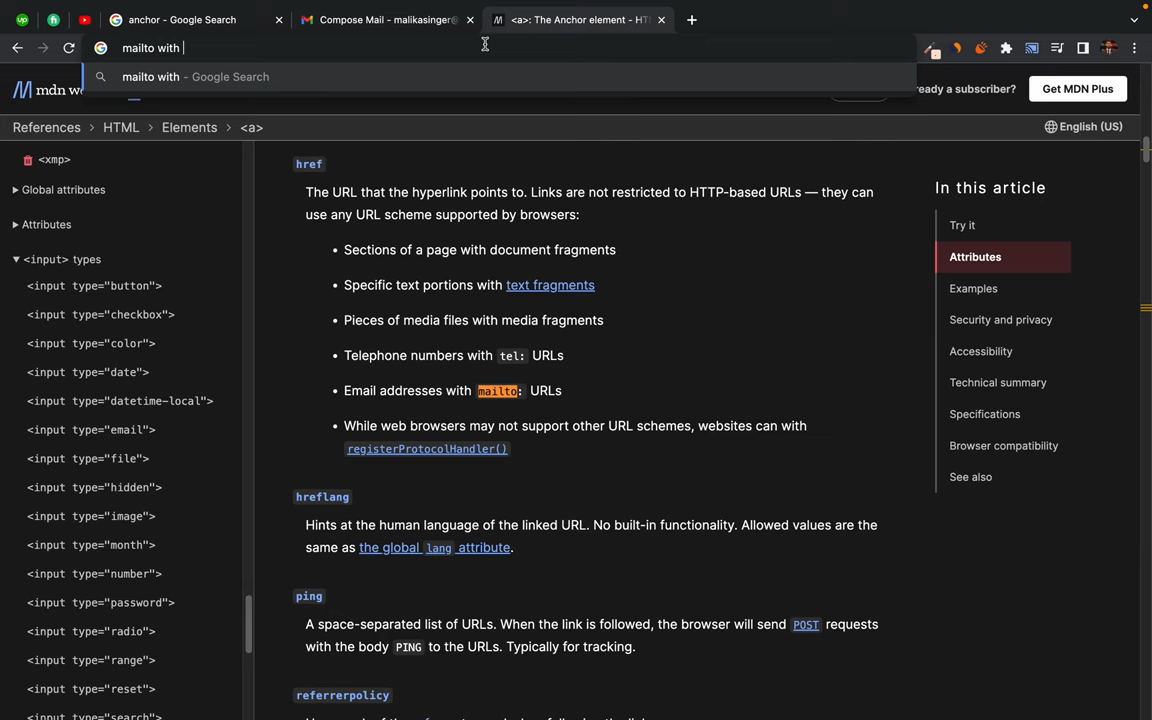 anchor - Google Search
Compose Mail - malikasinger@
<a>: The Anchor element - HT
mailto with
mailto with - Google Search
mdn w
ready a subscriber?
Get MDN Plus
References > HTML > Elements > <a>
English (US)
<xmp>
Global attributes
Attributes
<input> types
<input type="button">
<input type="checkbox">
<input type="color">
<input type="date">
<input type="datetime-local">
<input type="email">
<input type="file">
<input type="hidden">
<input type="image">
<input type="month">
<input type="number">
<input type="password">
<input type="radio">
<input type="range">
<input type="reset">
<input type="search">
href
The URL that the hyperlink points to. Links are not restricted to HTTP-based URLs — they can
use any URL scheme supported by browsers:
• Sections of a page with document fragments
• Specific text portions with text fragments
• Pieces of media files with media fragments
• Telephone numbers with tel: URLs
• Email addresses with mailto: URLs
• While web browsers may not support other URL schemes, websites can with
registerProtocolHandler()
hreflang
Hints at the human language of the linked URL. No built-in functionality. Allowed values are the
same as the global lang attribute.
ping
A space-separated list of URLs. When the link is followed, the browser will send POST requests
with the body PING to the URLs. Typically for tracking.
referrerpolicy
In this article
Try it
Attributes
Examples
Security and privacy
Accessibility
Technical summary
Specifications
Browser compatibility
See also